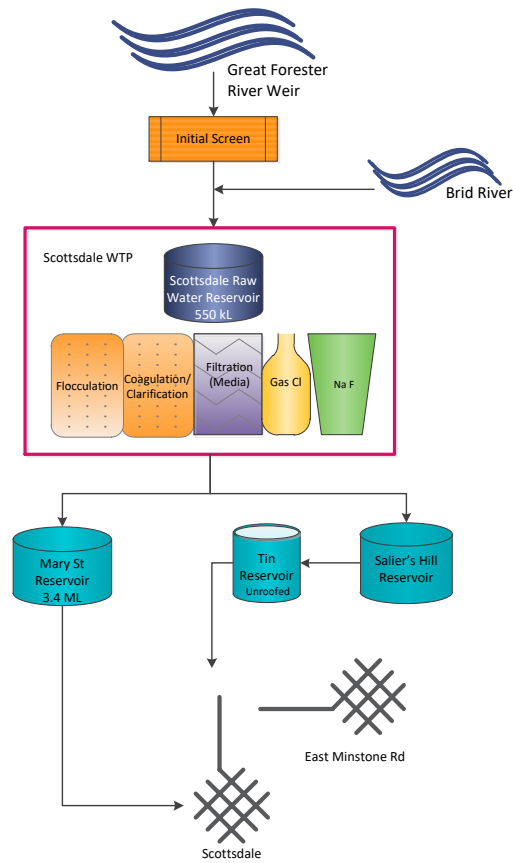 Great Forester
River Weir
Initial Screen
Brid River
Scottsdale WTP
Scottsdale Raw
Water Reservoir
550 kL
Flocculation
Coagulation/
Clarification
Filtration
(Media)
Gas Cl
Na F
Mary St
Reservoir
3.4 ML
Tin
Reservoir
Unroofed
Salier's Hill
Reservoir
East Minstone Rd
Scottsdale